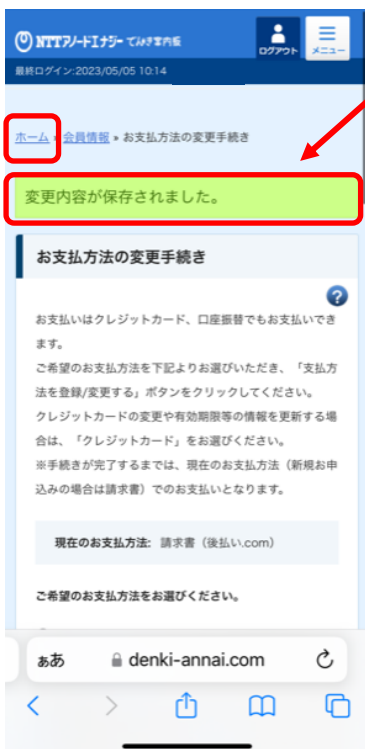 NTTアノードエナジー でんき案内板
ログアウト
メニュー
最終ログイン:2023/05/05 10:14
ホーム » 会員情報 » お支払方法の変更手続き
変更内容が保存されました。
お支払方法の変更手続き
?
お支払いはクレジットカード、口座振替でもお支払いでき
ます。
ご希望のお支払方法を下記よりお選びいただき、「支払方
法を登録/変更する」ボタンをクリックしてください。
クレジットカードの変更や有効期限等の情報を更新する場
合は、「クレジットカード」をお選びください。
※手続きが完了するまでは、現在のお支払方法（新規お申
込みの場合は請求書）でのお支払いとなります。
現在のお支払方法: 請求書（後払い.com）
ご希望のお支払方法をお選びください。
ぁあ denki-annai.com